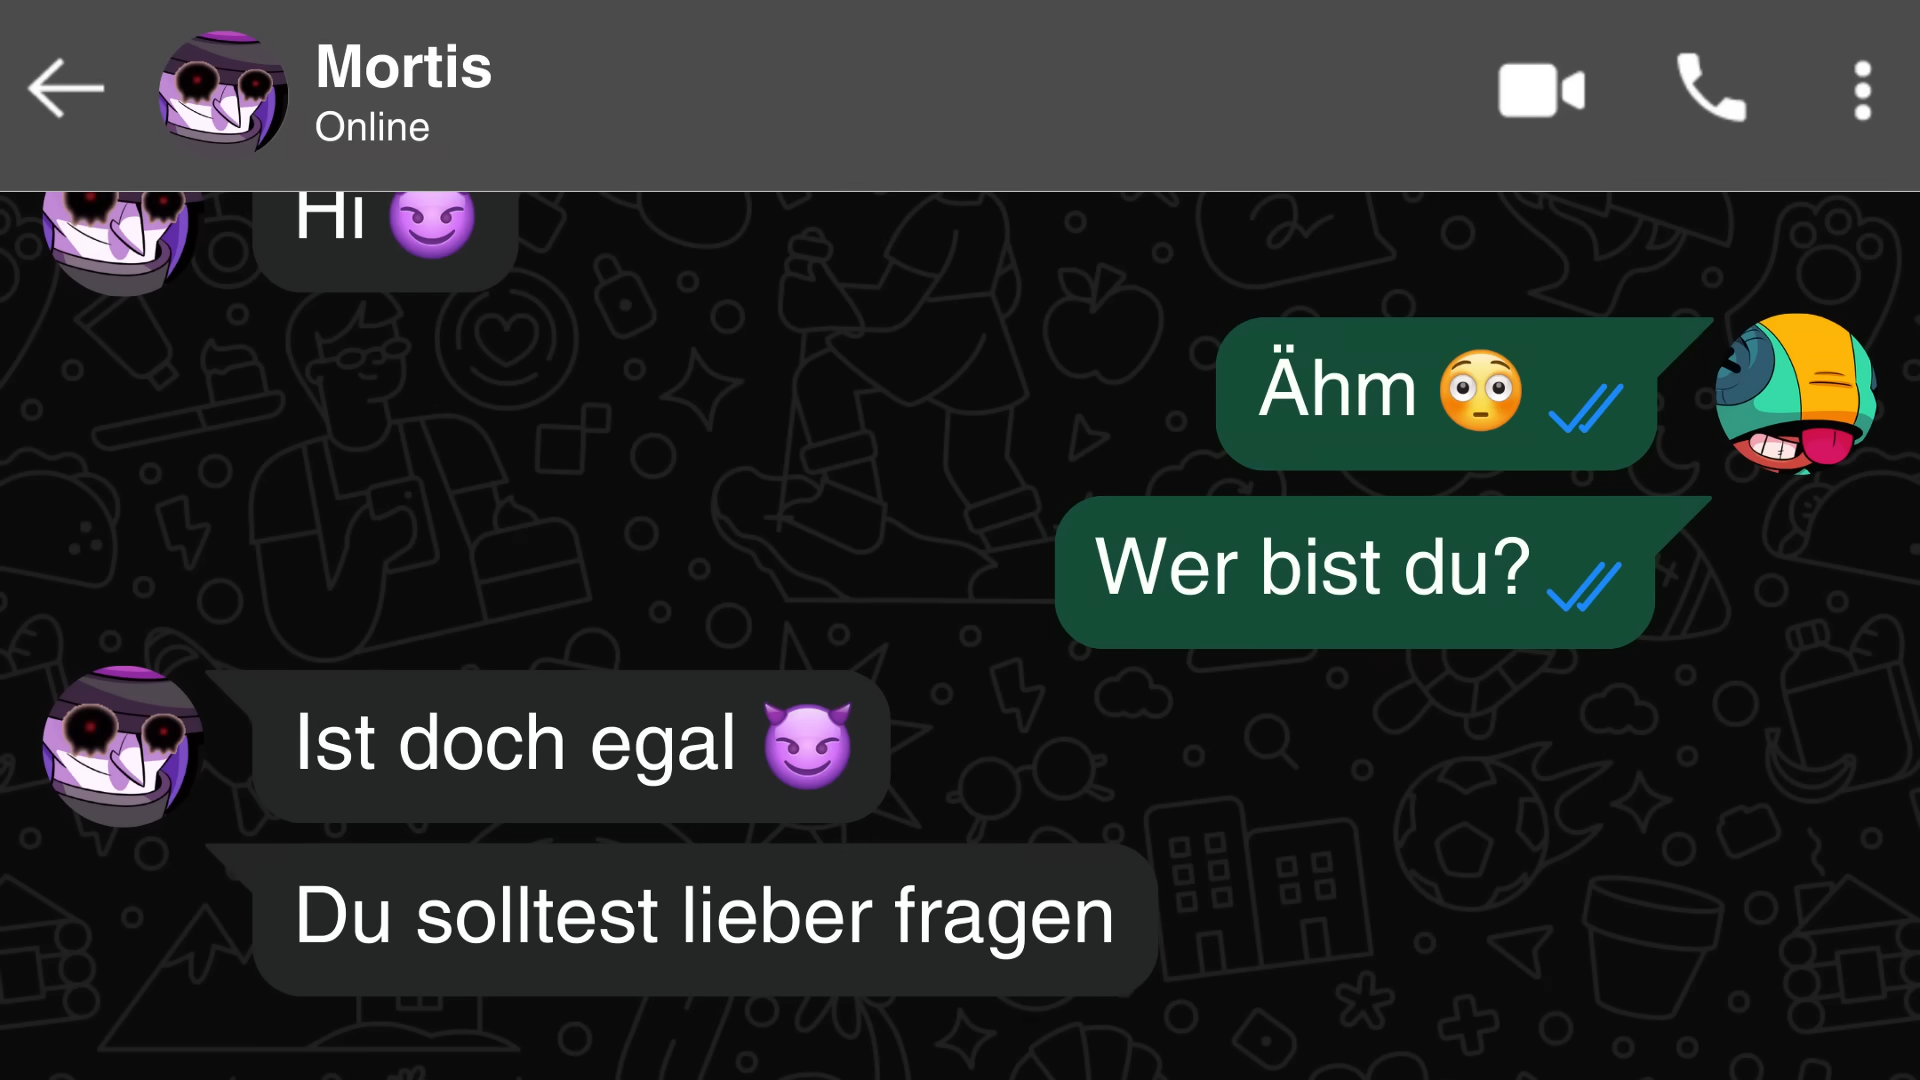 Mortis
Online
Hi 😈
Ähm 😳
Wer bist du?
Ist doch egal 😈
Du solltest lieber fragen